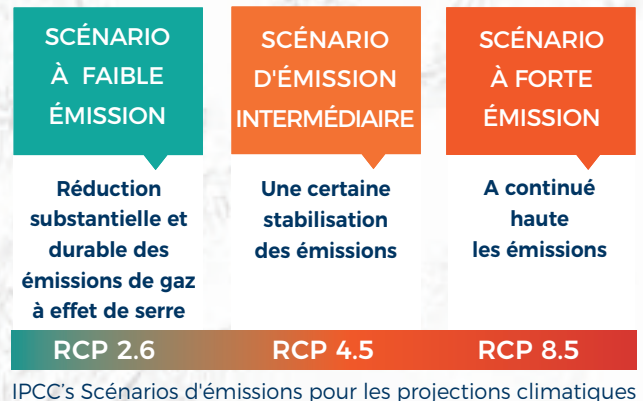 SCÉNARIO
À FAIBLE
ÉMISSION
Réduction
substantielle et
durable des
émissions de gaz
à effet de serre
SCÉNARIO
D'ÉMISSION
INTERMÉDIAIRE
Une certaine
stabilisation
des émissions
SCÉNARIO
À FORTE
ÉMISSION
A continué
haute
les émissions
RCP 2.6
RCP 4.5
RCP 8.5
IPCC's Scénarios d'émissions pour les projections climatiques